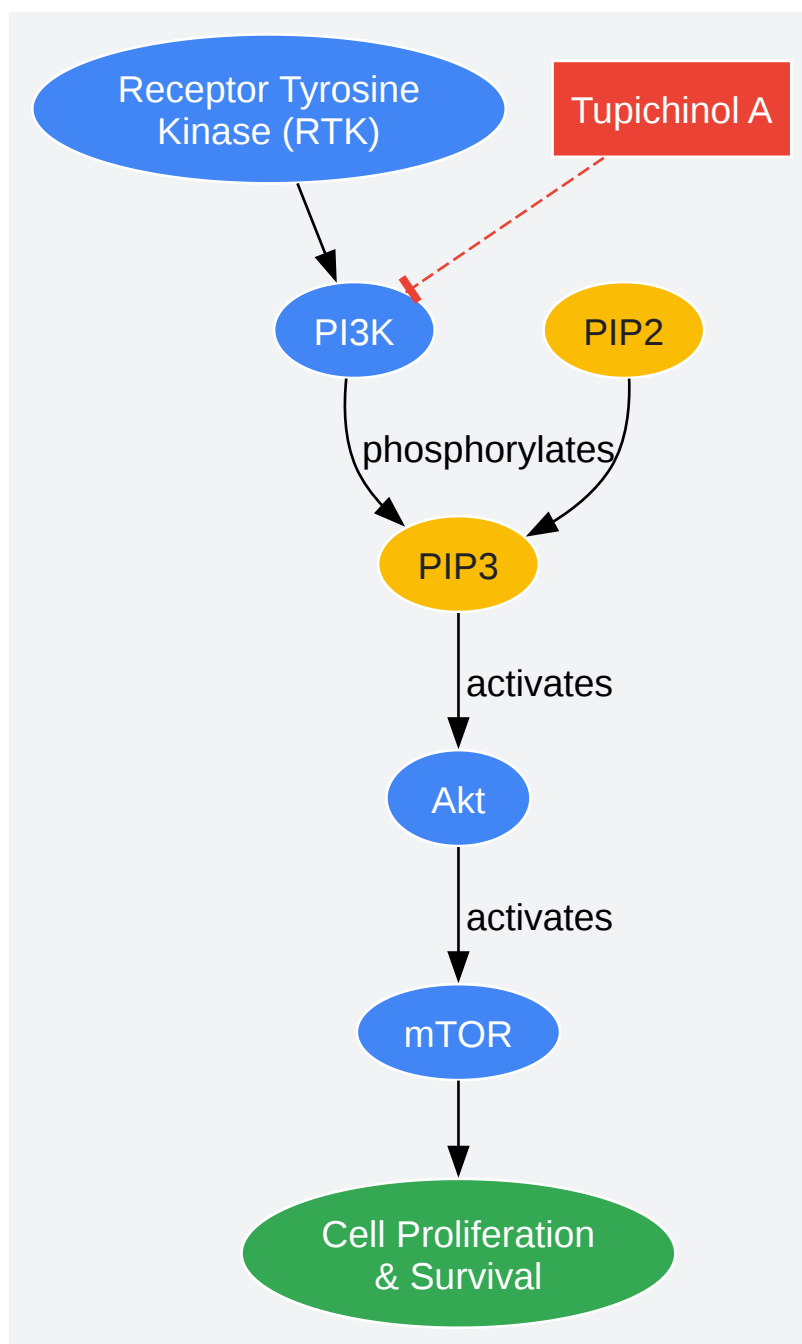 Receptor Tyrosine
Kinase (RTK)
Tupichinol A
PI3K
PIP2
phosphorylates
PIP3
activates
Akt
activates
mTOR
Cell Proliferation
& Survival